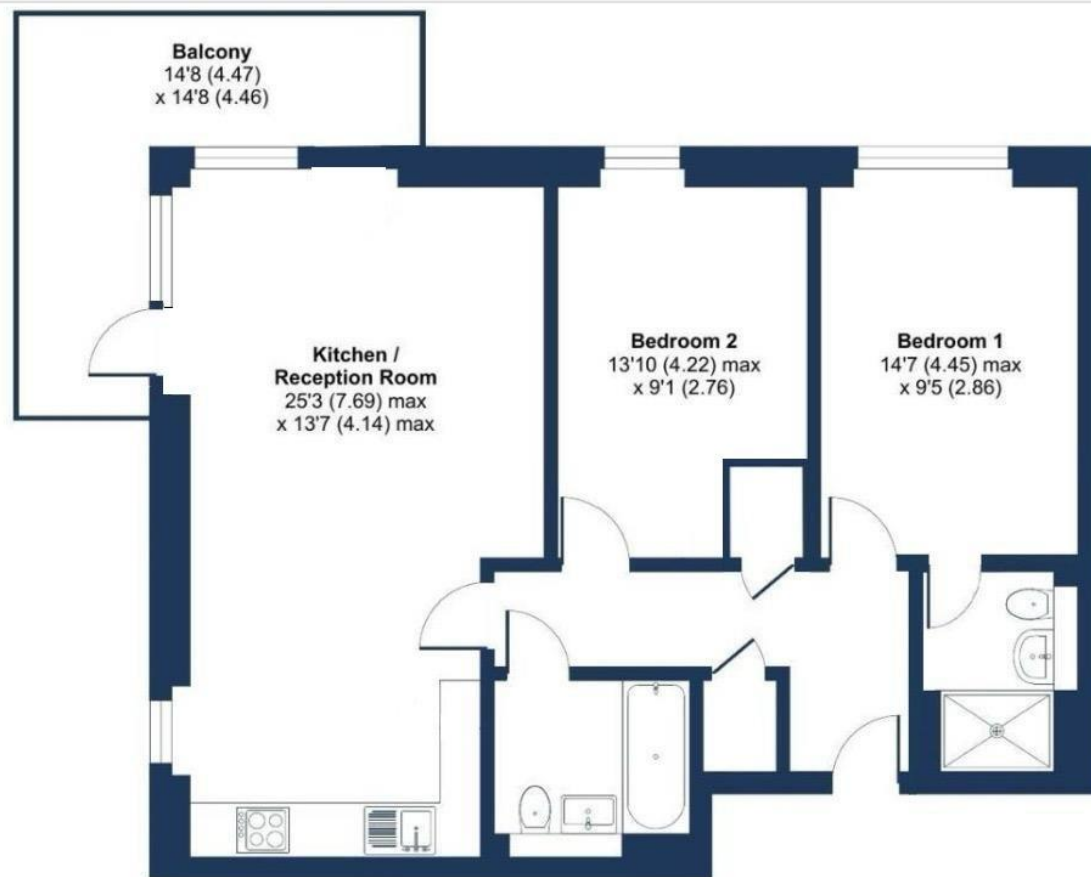 Balcony
14'8 (4.47)
x 14'8 (4.46)
Kitchen /
Reception Room
25'3 (7.69) max
x 13'7 (4.14) max
Bedroom 2
13'10 (4.22) max
x 9'1 (2.76)
Bedroom 1
14'7 (4.45) max
x 9'5 (2.86)